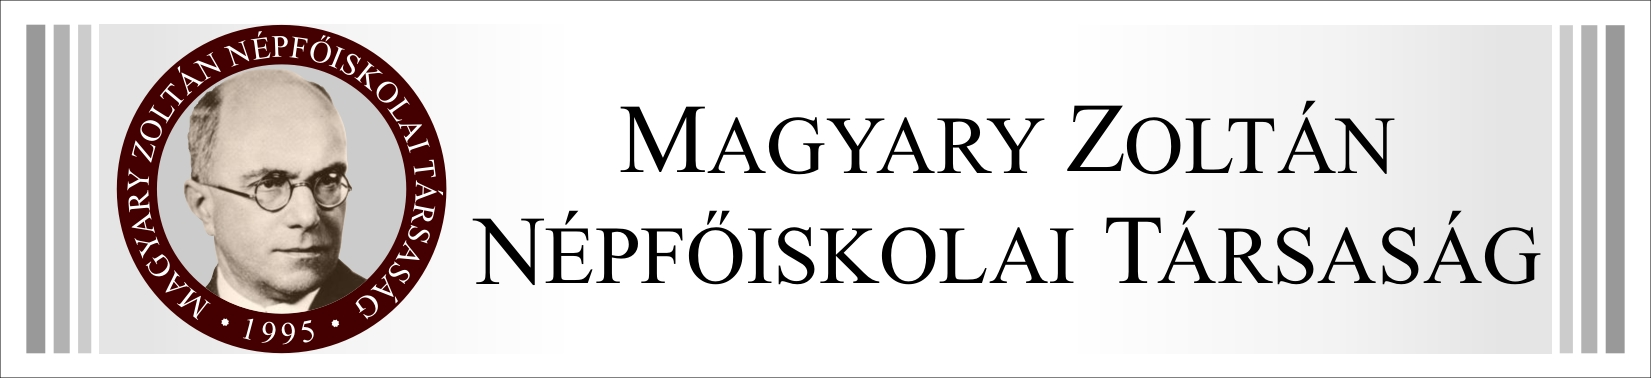 MAGYARY ZOLTÁN NÉPFŐISKOLAI TÁRSASÁG
• 1995 •
MAGYARY ZOLTÁN
NÉPFŐISKOLAI TÁRSASÁG